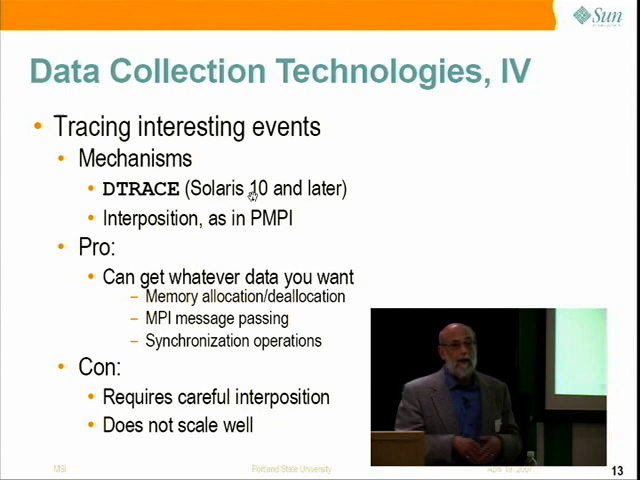 Sun
Data Collection Technologies, IV
• Tracing interesting events
• Mechanisms
• DTRACE (Solaris 10 and later)
• Interposition, as in PMPI
• Pro:
• Can get whatever data you want
– Memory allocation/deallocation
– MPI message passing
– Synchronization operations
• Con:
• Requires careful interposition
• Does not scale well
Portland State University
13